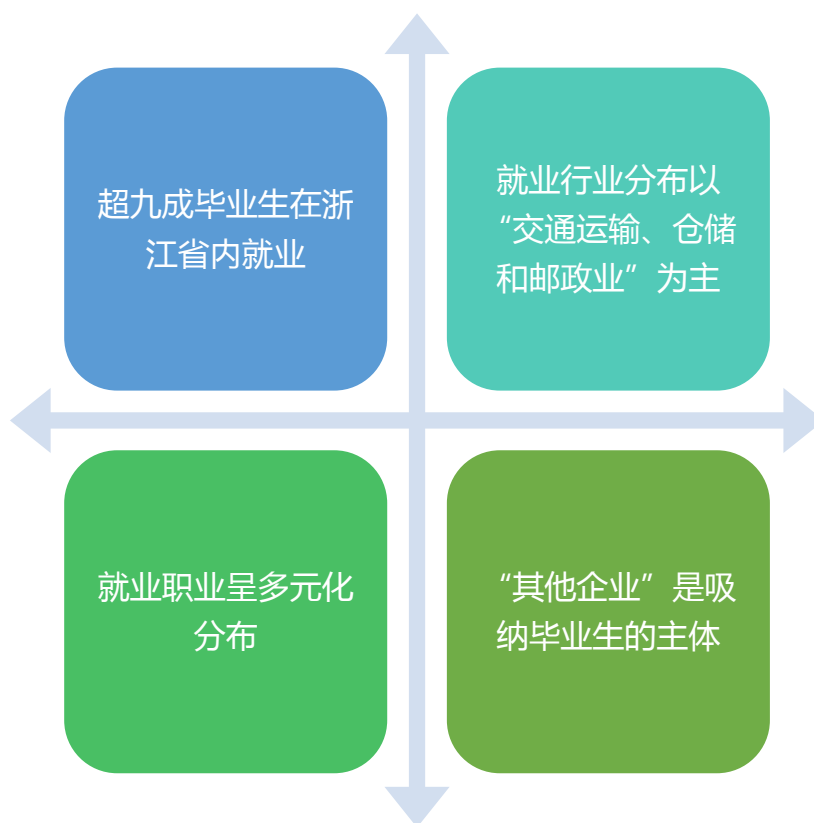 超九成毕业生在浙
江省内就业
就业行业分布以
“交通运输、仓储
和邮政业”为主
就业职业呈多元化
分布
“其他企业”是吸
纳毕业生的主体